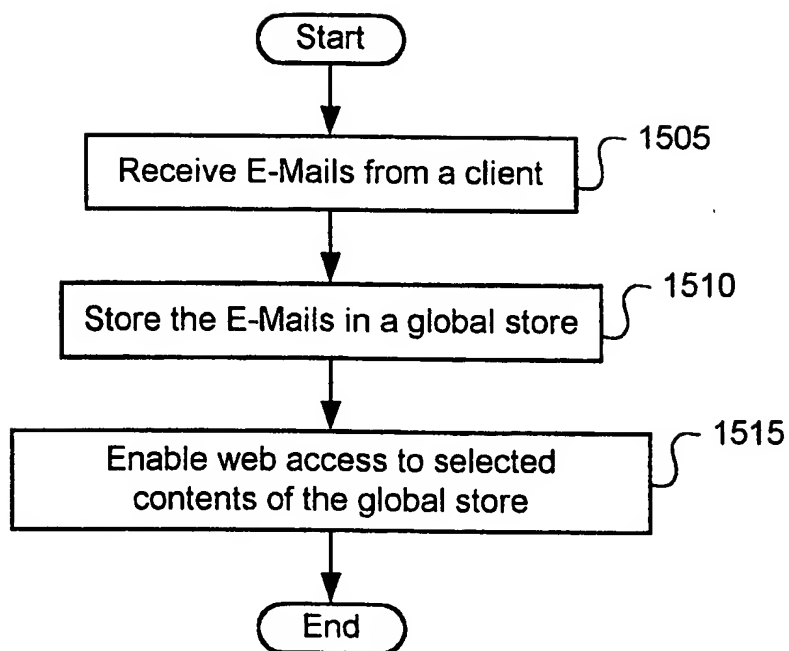 Start
Receive E-Mails from a client
1505
Store the E-Mails in a global store
1510
Enable web access to selected
contents of the global store
1515
End